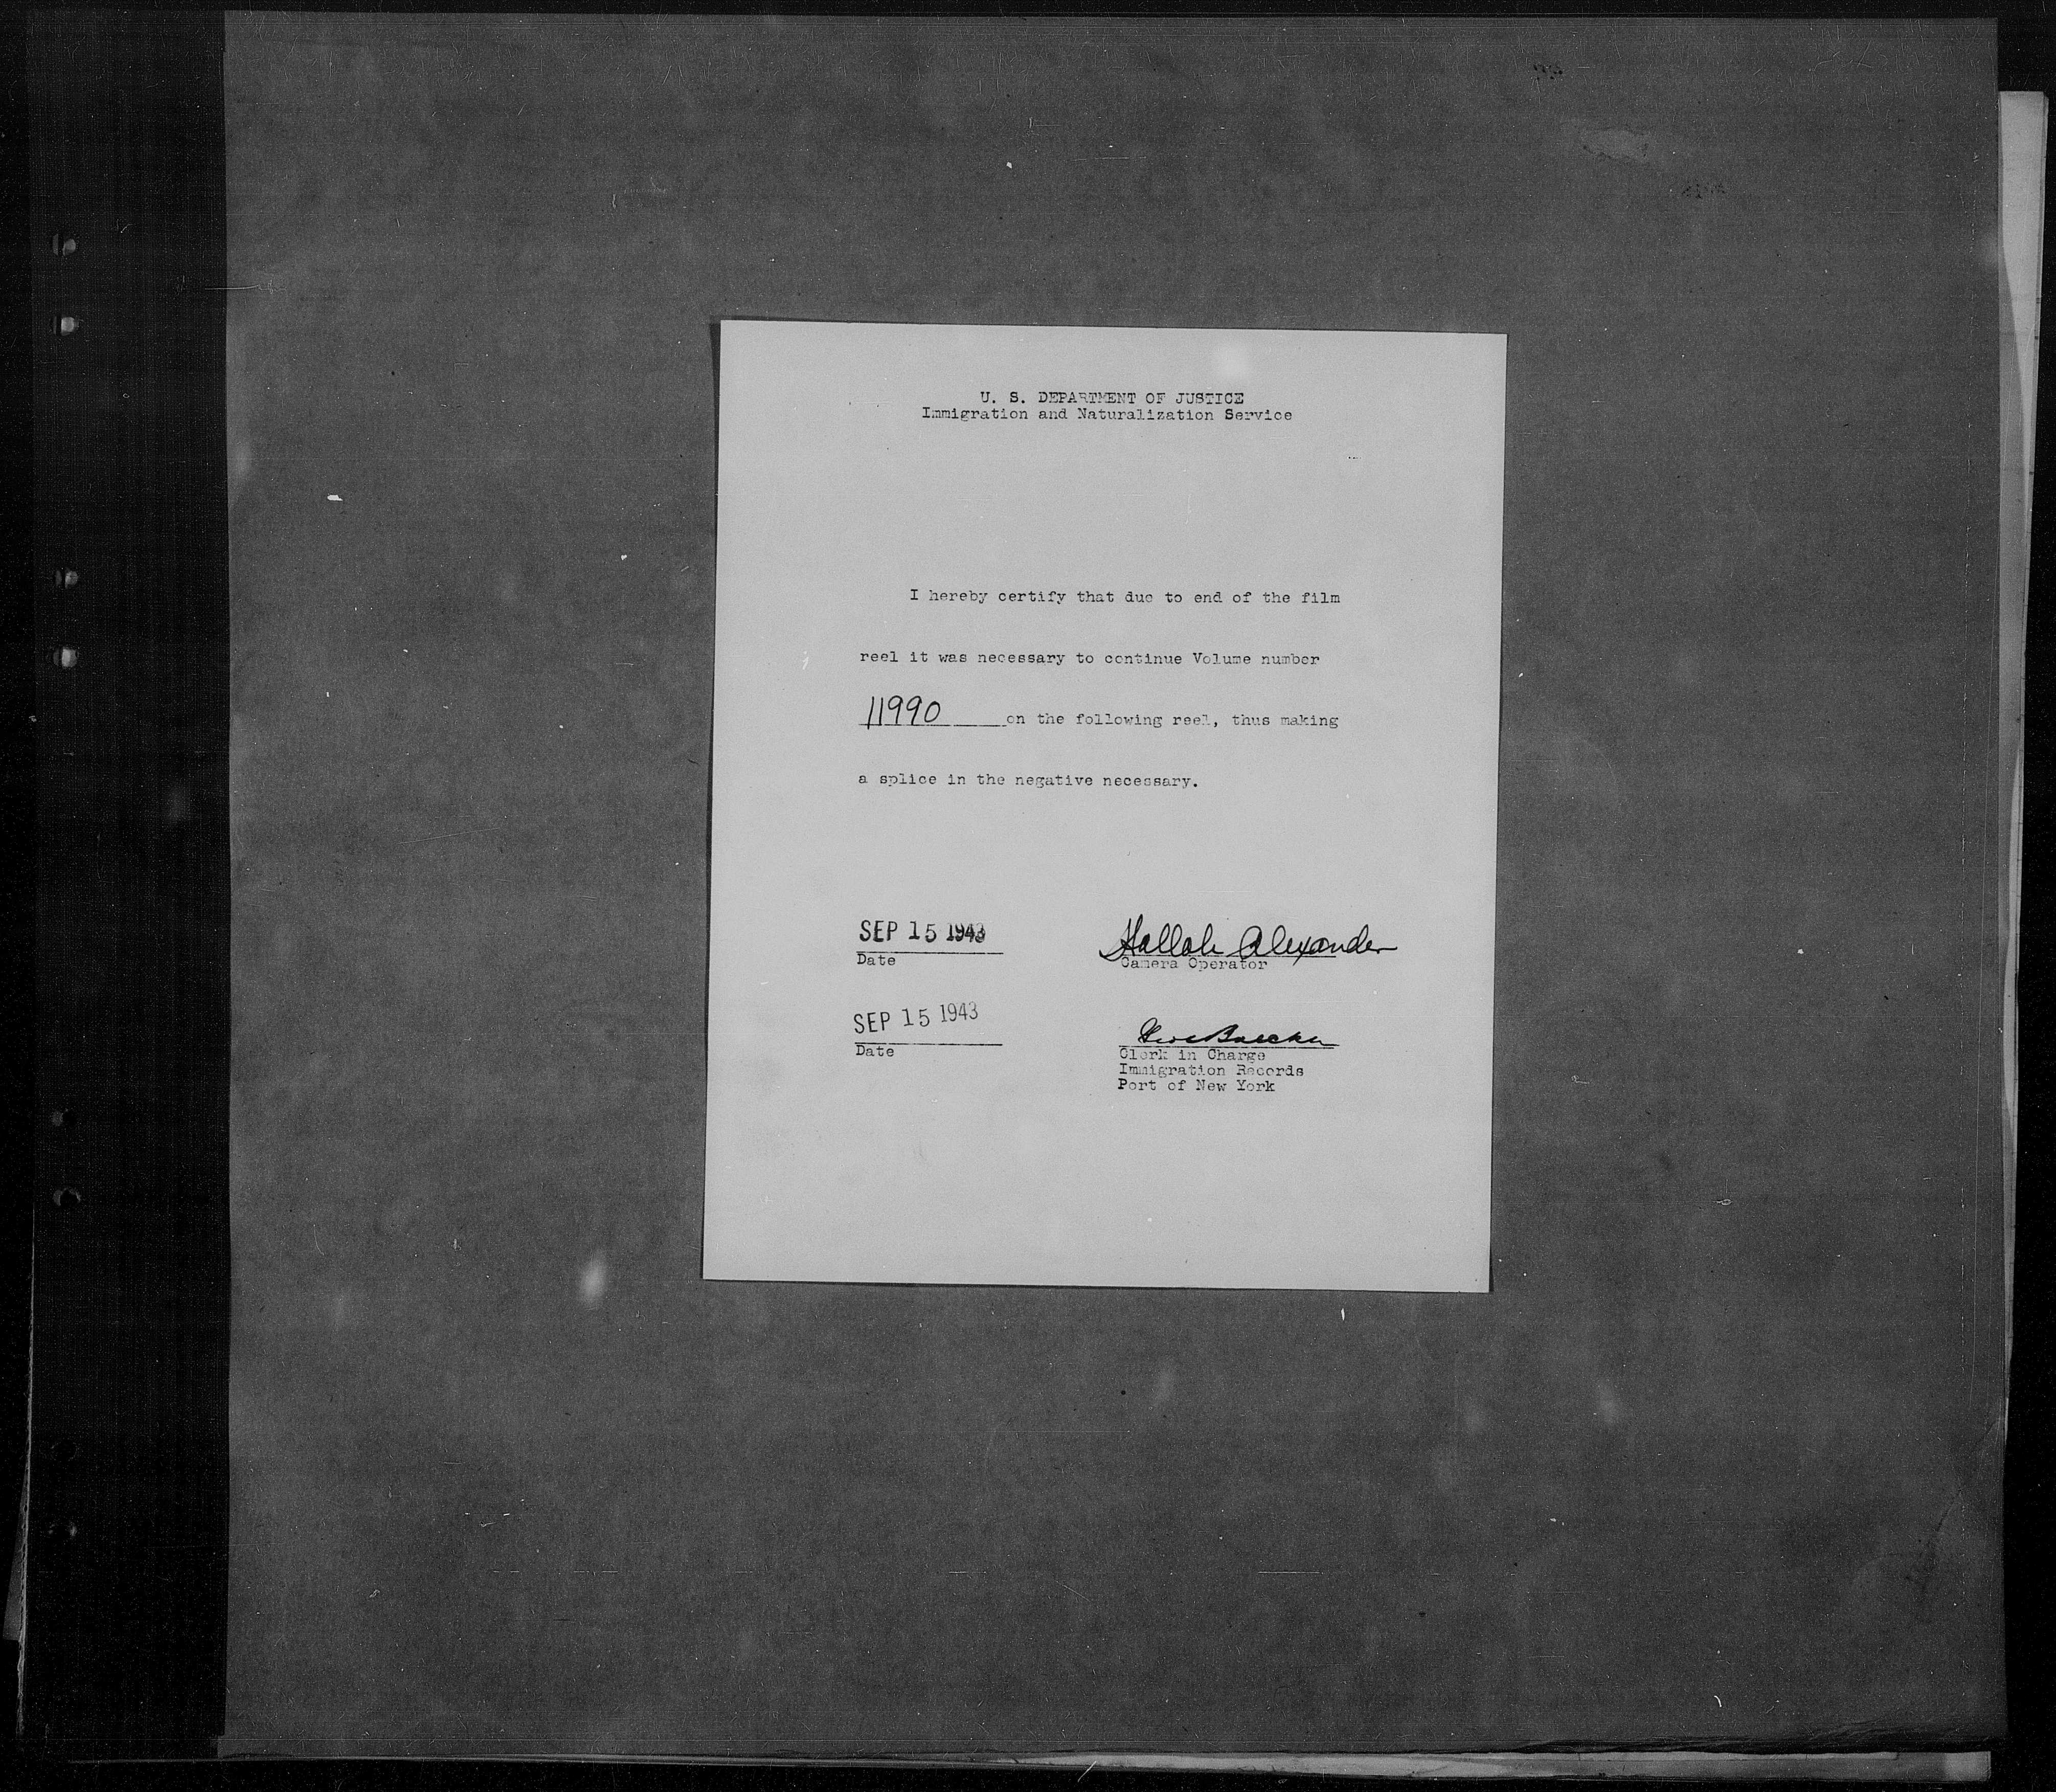 U. S. DEPARTMENT OF JUSTICE
Immigration and Naturalization Service
I hereby certify that due to end of the film
reel it was necessary to continue Volume number
11990 on the following reel, thus making
a splice in the negative necessary.
SEP 15 1943
Date
Alexander
Camera Operator
SEP 15 1943
Date
Clerk in Charge
Immigration Records
Port of New York